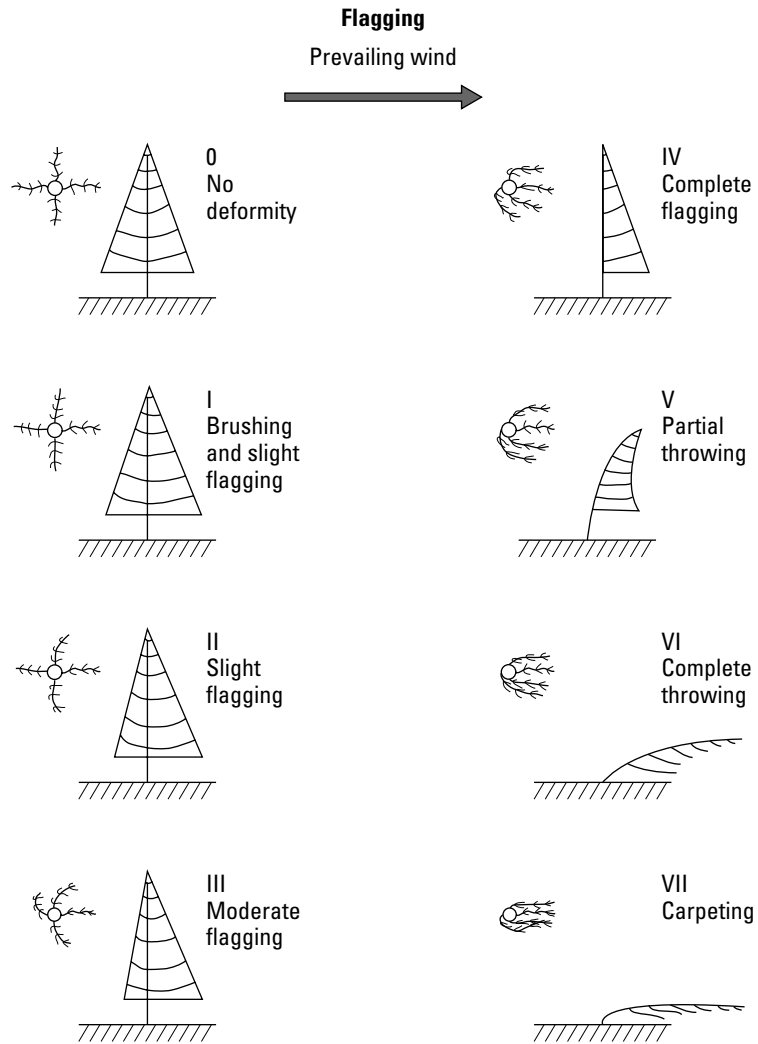 Flagging
Prevailing wind
0
No
deformity
I
Brushing
and slight
flagging
II
Slight
flagging
III
Moderate
flagging
IV
Complete
flagging
V
Partial
throwing
VI
Complete
throwing
VII
Carpeting